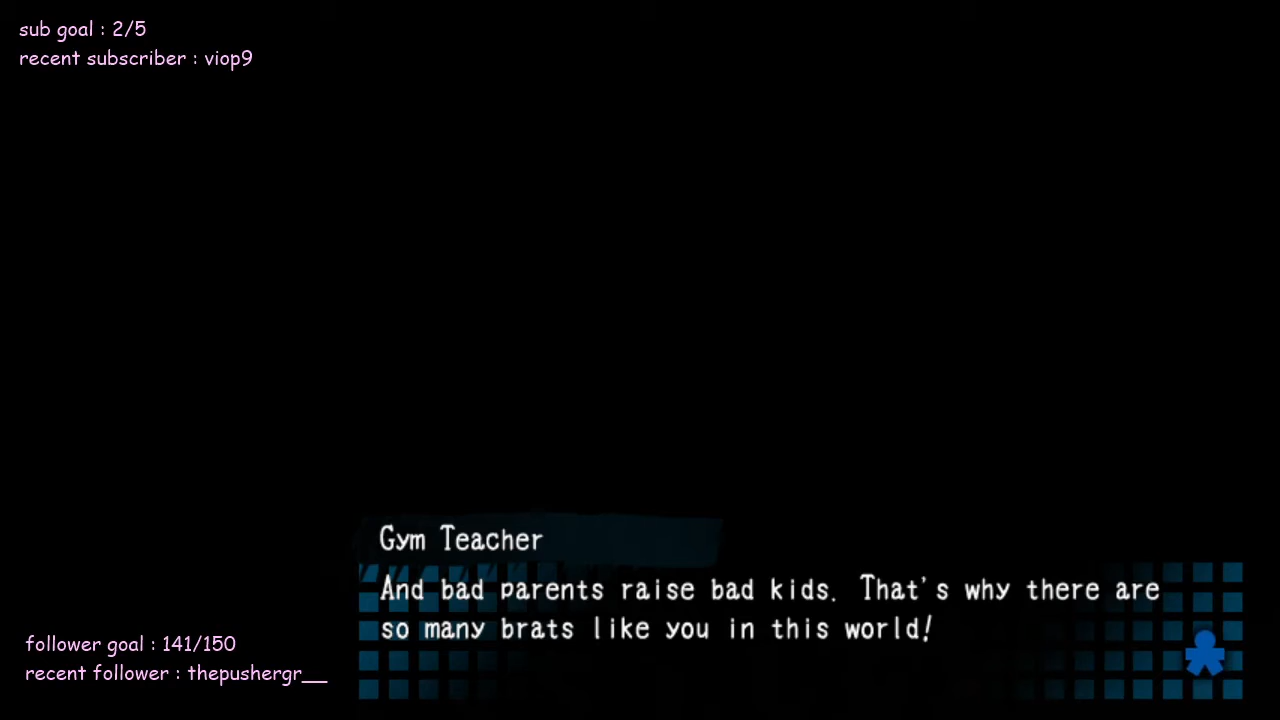 sub goal : 2/5
recent subscriber : viop9
Gym Teacher
And bad parents raise bad kids. That's why there are
so many brats like you in this world!
follower goal : 141/150
recent follower : thepushergr__